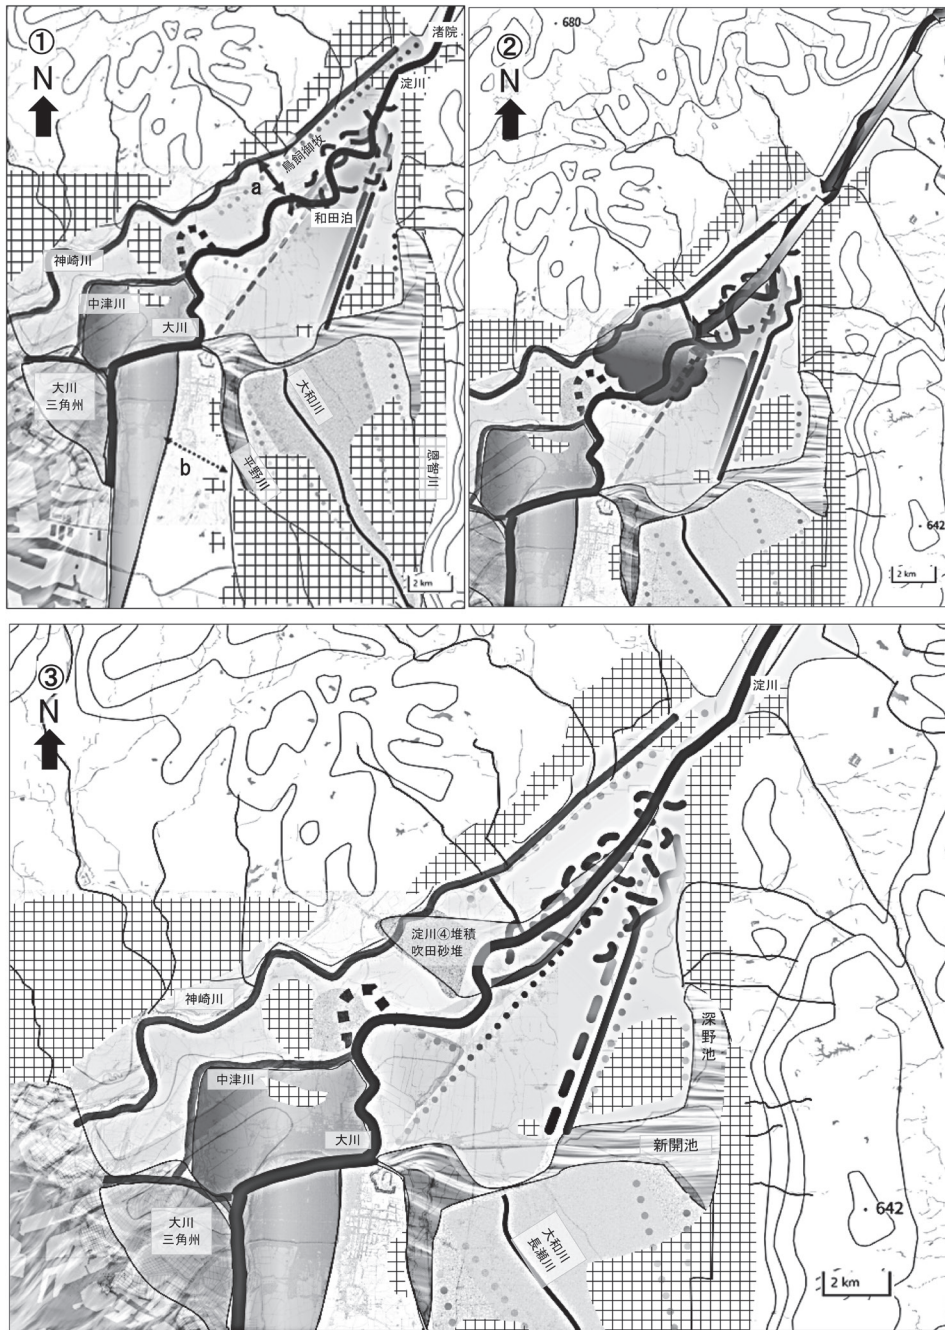 ①
N
渚院
淀川
鳥飼御牧
a
和田泊
神崎川
中津川
大川
大川
三角州
b
平野川
大和川
恩智川
2 km
②
N
680
642
2 km
③
N
淀川
淀川④堆積
吹田砂堆
神崎川
中津川
大川
深野池
新開池
大川
三角州
大和川
長瀬川
642
2 km